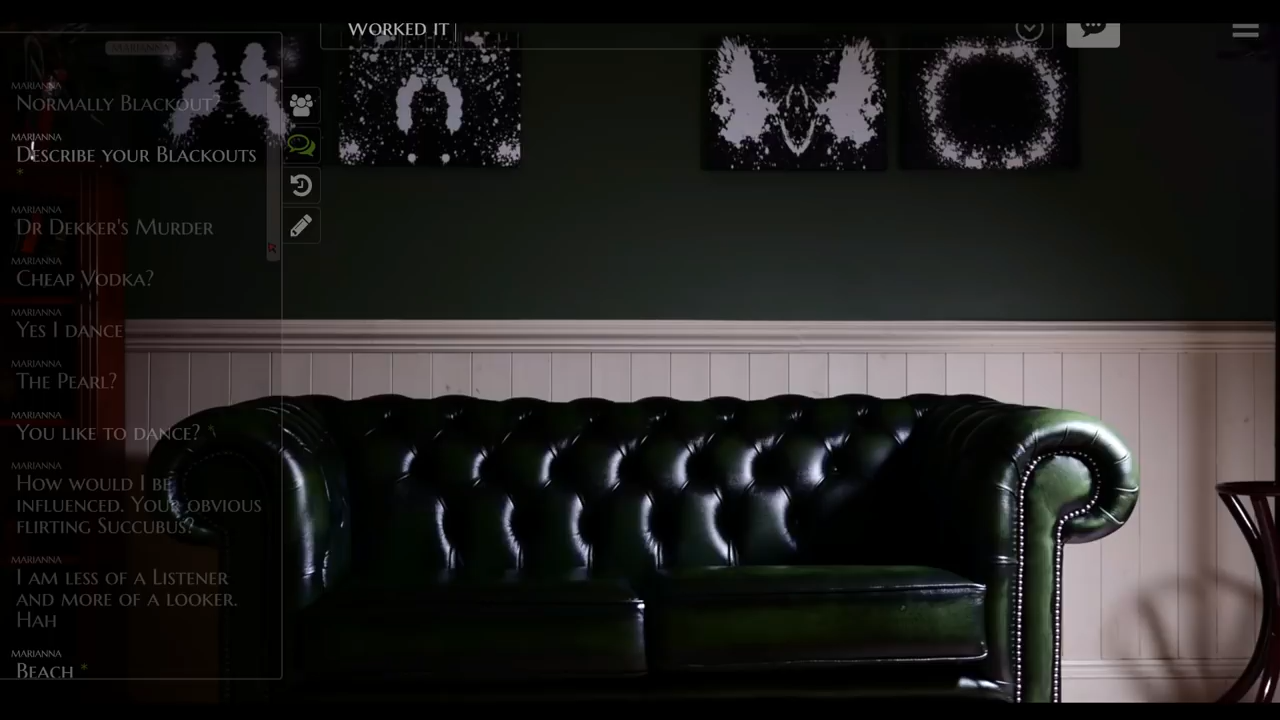 WORKED IT
MARIANNA
MARIANNA
NORMALLY BLACKOUT?
MARIANNA
DESCRIBE YOUR BLACKOUTS
*
MARIANNA
DR DEKKER'S MURDER
MARIANNA
CHEAP VODKA?
MARIANNA
YES I DANCE
MARIANNA
THE PEARL?
MARIANNA
YOU LIKE TO DANCE?
MARIANNA
HOW WOULD I BE
INFLUENCED. YOUR OBVIOUS
FLIRTING SUCCUBUS?
MARIANNA
I AM LESS OF A LISTENER
AND MORE OF A LOOKER.
HAH
MARIANNA
BEACH *